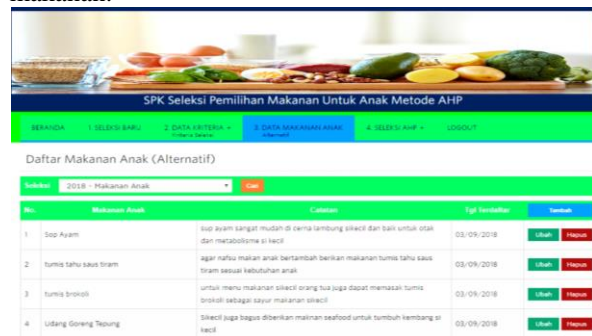 SPK Seleksi Pemilihan Makanan Untuk Anak Metode AHP
BERANDA 1. SELEKSI BARU 2. DATA KRITERIA 3. DATA MAKANAN ANAK 4. SELEKSI AHP LOGOUT
Kriteria Seleksi Alternatif
Daftar Makanan Anak (Alternatif)
Seleksi 2018 - Makanan Anak Cari
No. Makanan Anak Catatan Tgl Terdaftar Tambah
1 Sop Ayam sup ayam sangat mudah di cerna lambung sikecil dan baik untuk otak dan metabolisme si kecil 03/09/2018 Ubah Hapus
2 tumis tahu saus tiram agar nafsu makan anak bertambah berikan makanan tumis tahu saus tiram sesuai kebutuhan anak 03/09/2018 Ubah Hapus
3 tumis brokoli untuk menu makanan sikecil orang tua juga dapat memasak tumis brokoli sebagai sayur makanan sikecil 03/09/2018 Ubah Hapus
4 Udang Goreng Tepung Sikecil juga bagus diberikan maknan seafood untuk tumbuh kembang si kecil 03/09/2018 Ubah Hapus